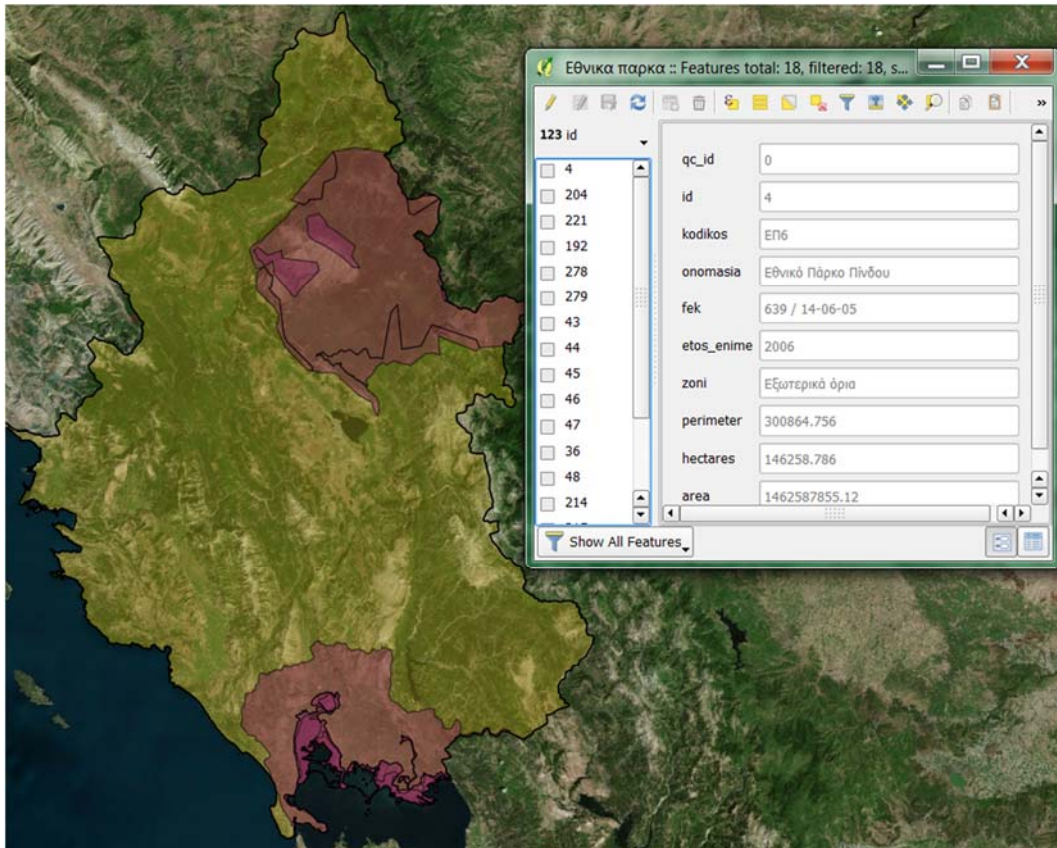 Εθνικα παρκα :: Features total: 18, filtered: 18, s...
»
123 id
4
204
221
192
278
279
43
44
45
46
47
36
48
214
qc_id 0
id 4
kodikos ΕΠ6
onomasia Εθνικό Πάρκο Πίνδου
fek 639 / 14-06-05
etos_enime 2006
zoni Εξωτερικά όρια
perimeter 300864.756
hectares 146258.786
area 1462587855.12
Show All Features